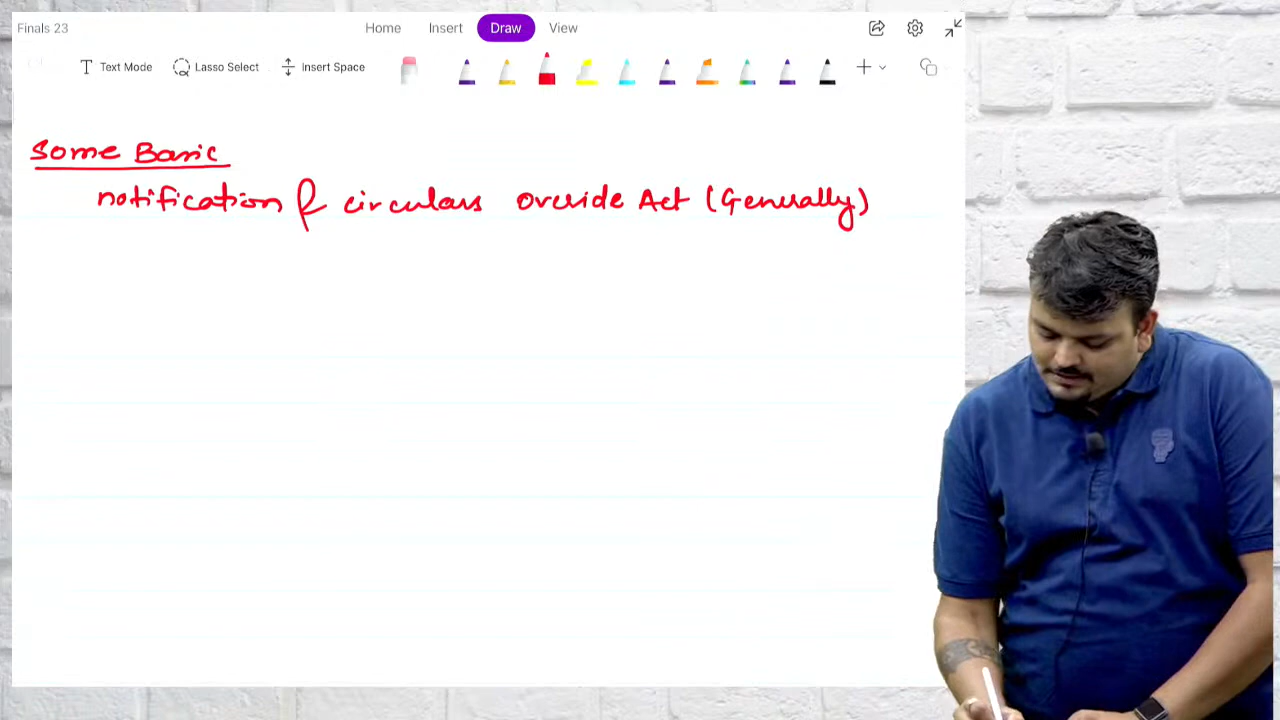 Finals 23
Home Insert Draw View
Text Mode Lasso Select Insert Space
Some Basic
notification & circulars override Act (Generally)